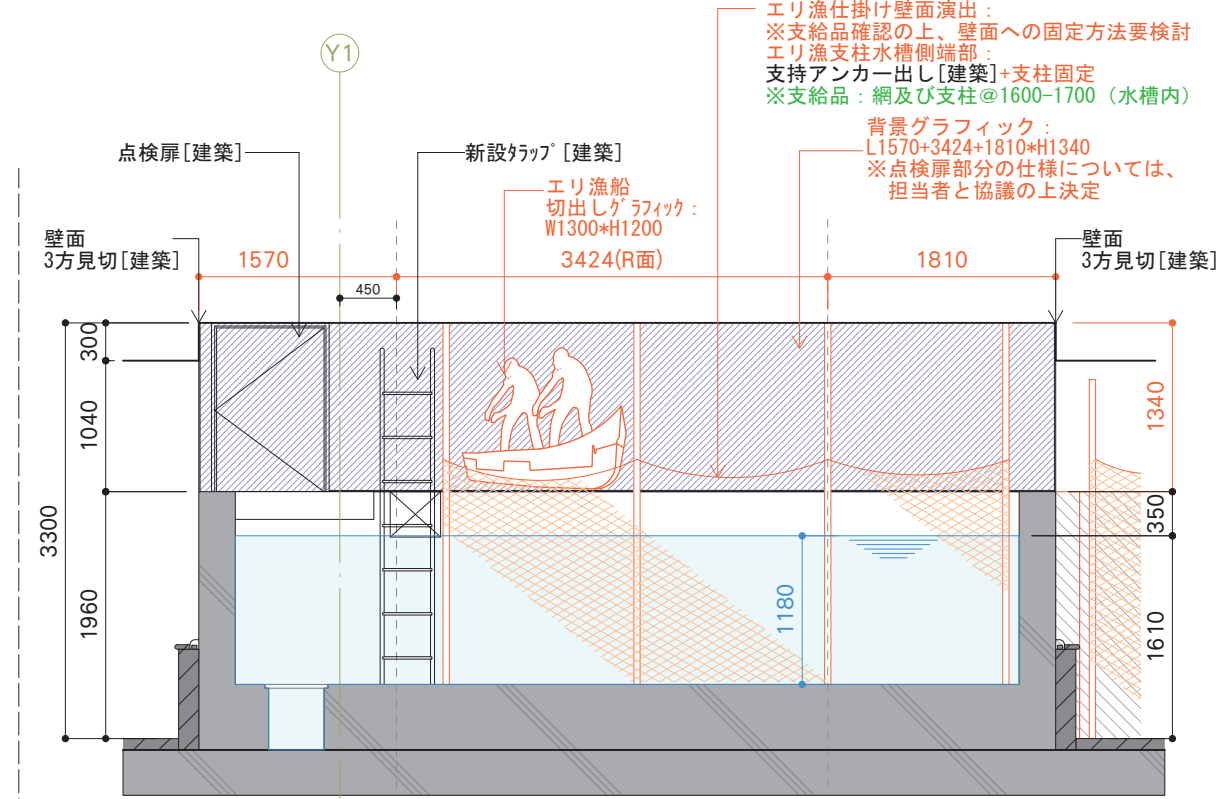 エリ漁仕掛け壁面演出：
※支給品確認の上、壁面への固定方法要検討
エリ漁支柱水槽側端部：
支持アンカー出し[建築]+支柱固定
※支給品：網及び支柱@1600-1700（水槽内）
Y1
背景グラフィック：
L1570+3424+1810*H1340
※点検扉部分の仕様については、
担当者と協議の上決定
点検扉[建築]
新設ﾀﾗｯﾌﾟ[建築]
エリ漁船
切出しｸﾞﾗﾌｨｯｸ：
W1300*H1200
壁面
3方見切[建築]
1570
3424(R面)
1810
壁面
3方見切[建築]
450
300
1040
1340
3300
1960
350
1180
1610